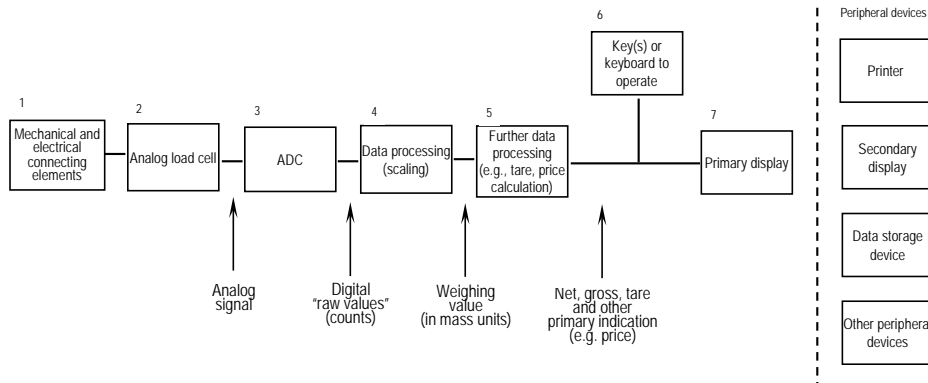 6
Peripheral devices
Key(s) or
keyboard to
operate
Printer
1
2
3
4
5
7
Mechanical and
electrical
connecting
elements
Analog load cell
ADC
Data processing
(scaling)
Further data
processing
(e.g., tare, price
calculation)
Primary display
Secondary
display
Analog
signal
Digital
"raw values"
(counts)
Weighing
value
(in mass units)
Net, gross, tare
and other
primary indication
(e.g. price)
Data storage
device
Other periphera
devices